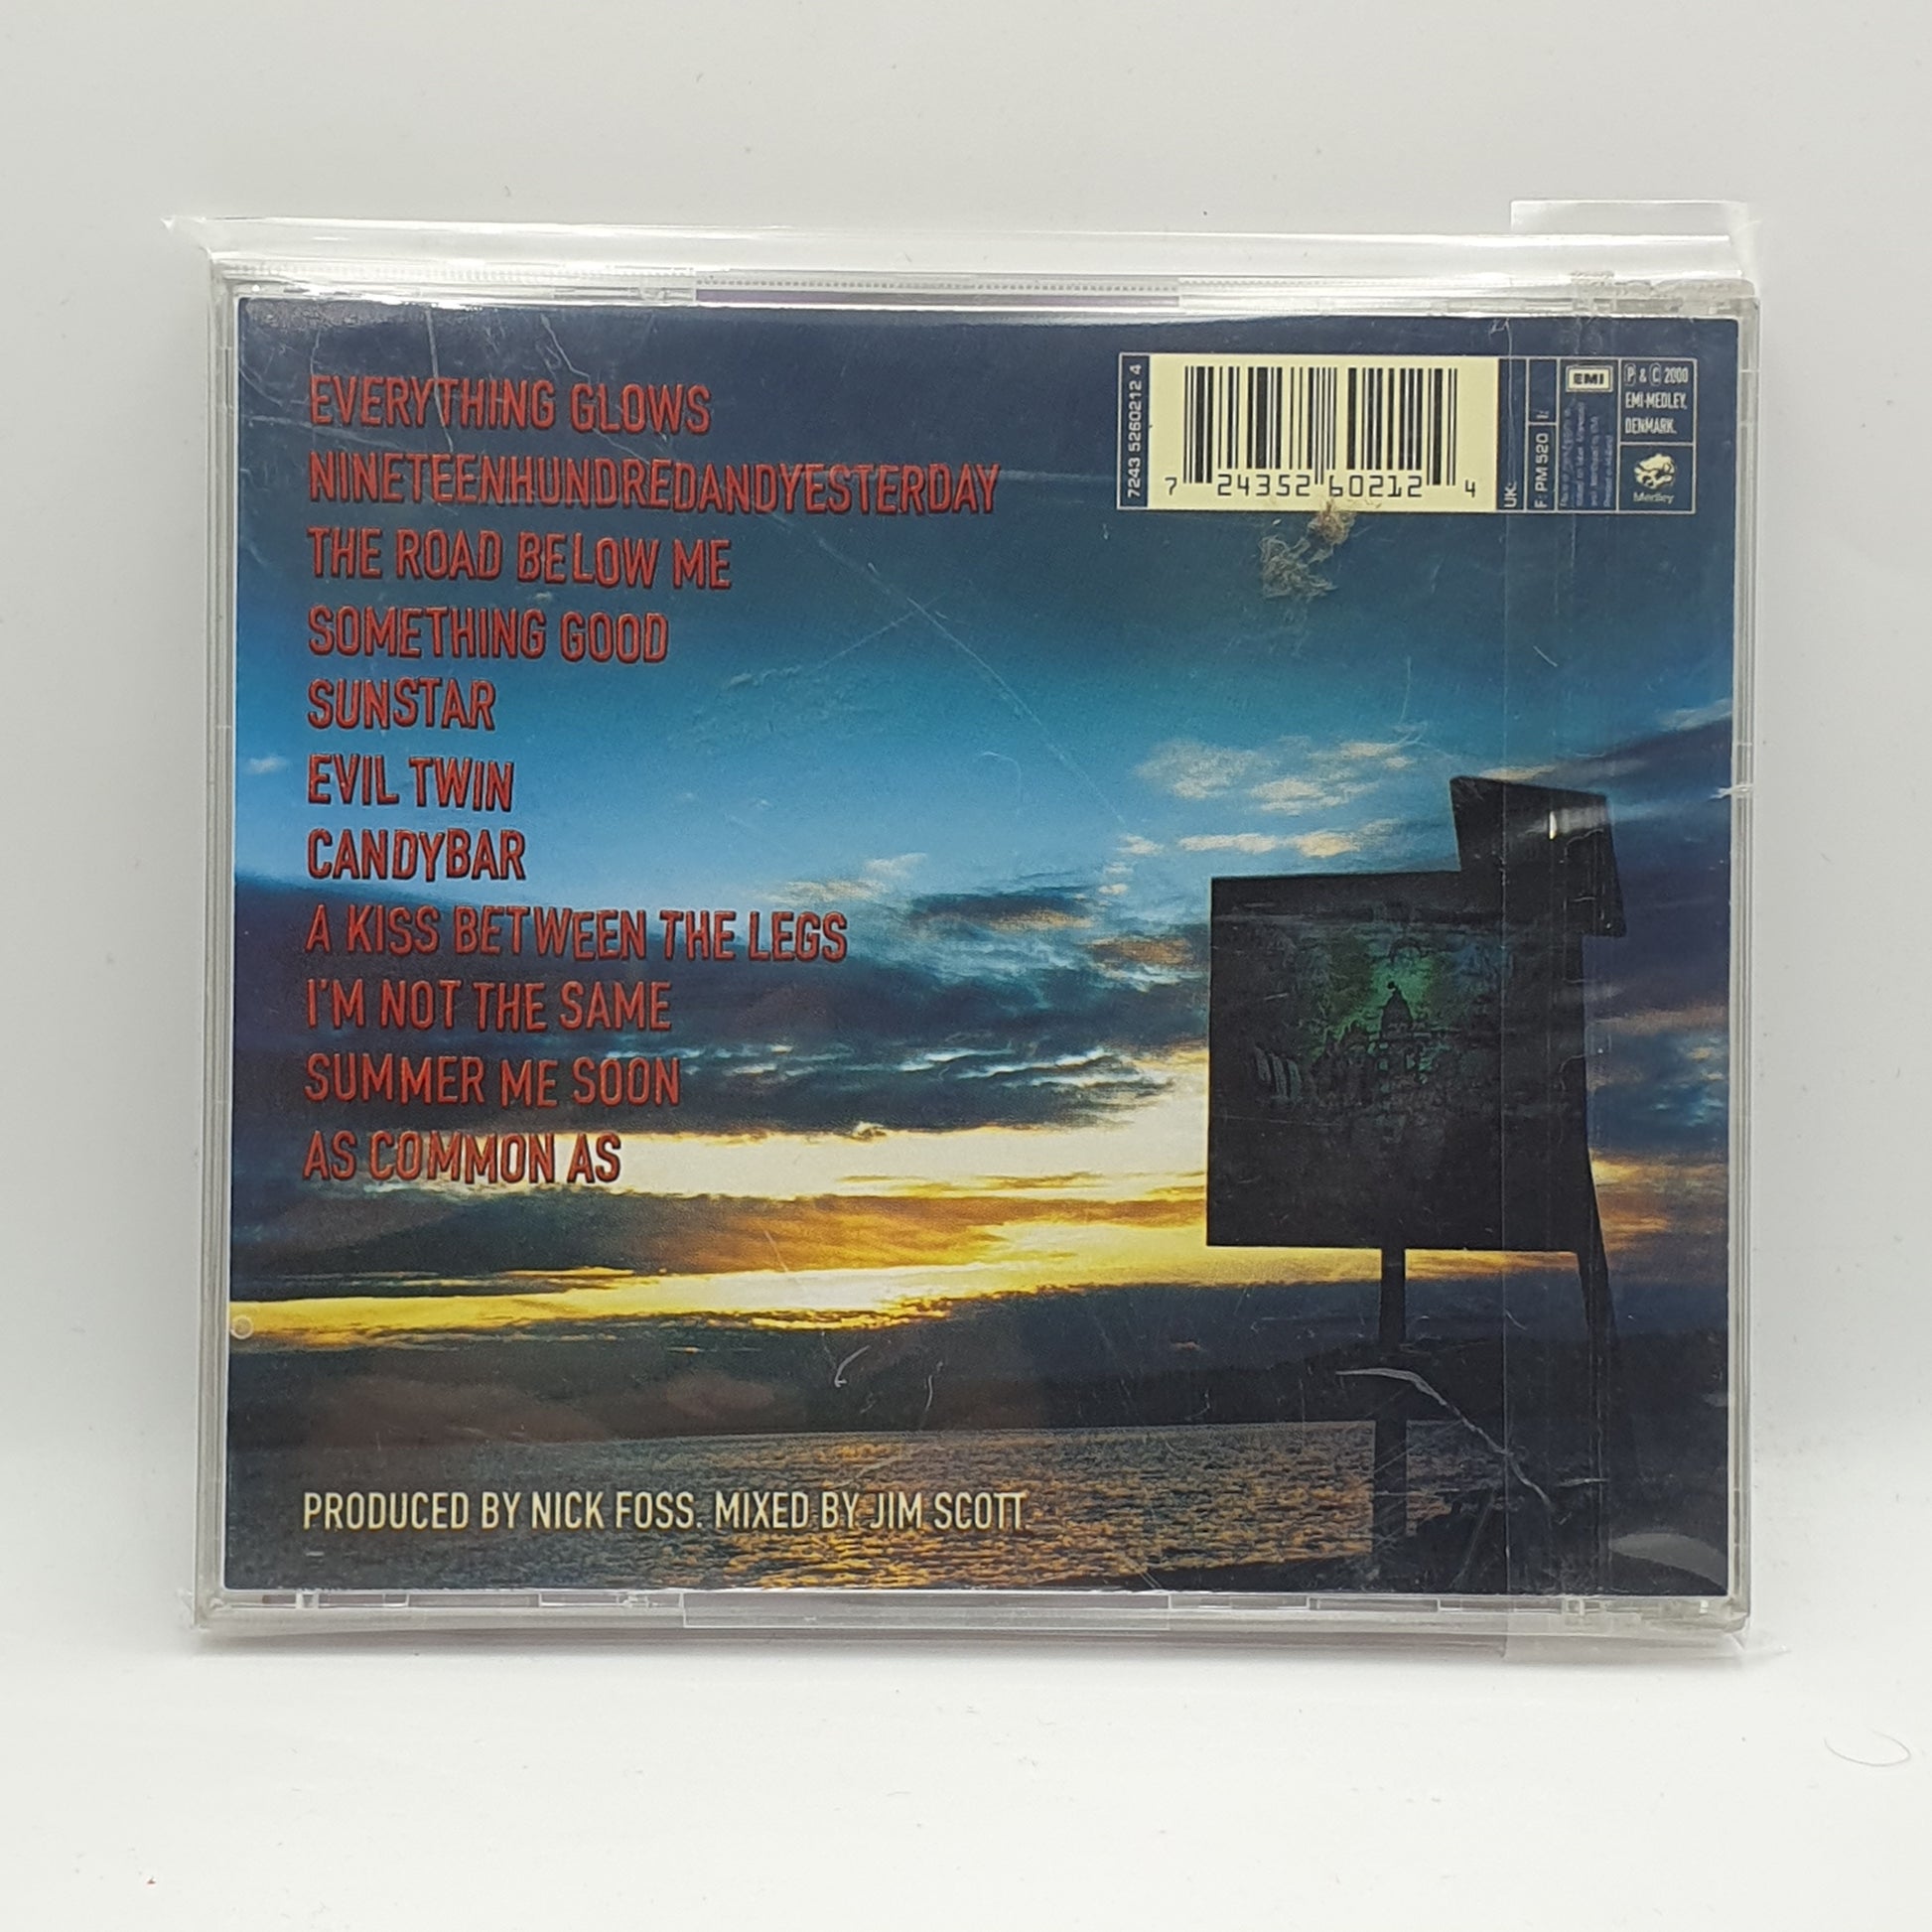 EVERYTHING GLOWS
NINETEENHUNDREDANDYESTERDAY
THE ROAD BELOW ME
SOMETHING GOOD
SUNSTAR
EVIL TWIN
CANDYBAR
A KISS BETWEEN THE LEGS
I'M NOT THE SAME
SUMMER ME SOON
AS COMMON AS
PRODUCED BY NICK FOSS. MIXED BY JIM SCOTT.
7243 5260212 4
7 24352 60212 4
UK:
F: PM 520
EMI
P & C 2000
EMI-MEDLEY,
DENMARK.
Medley